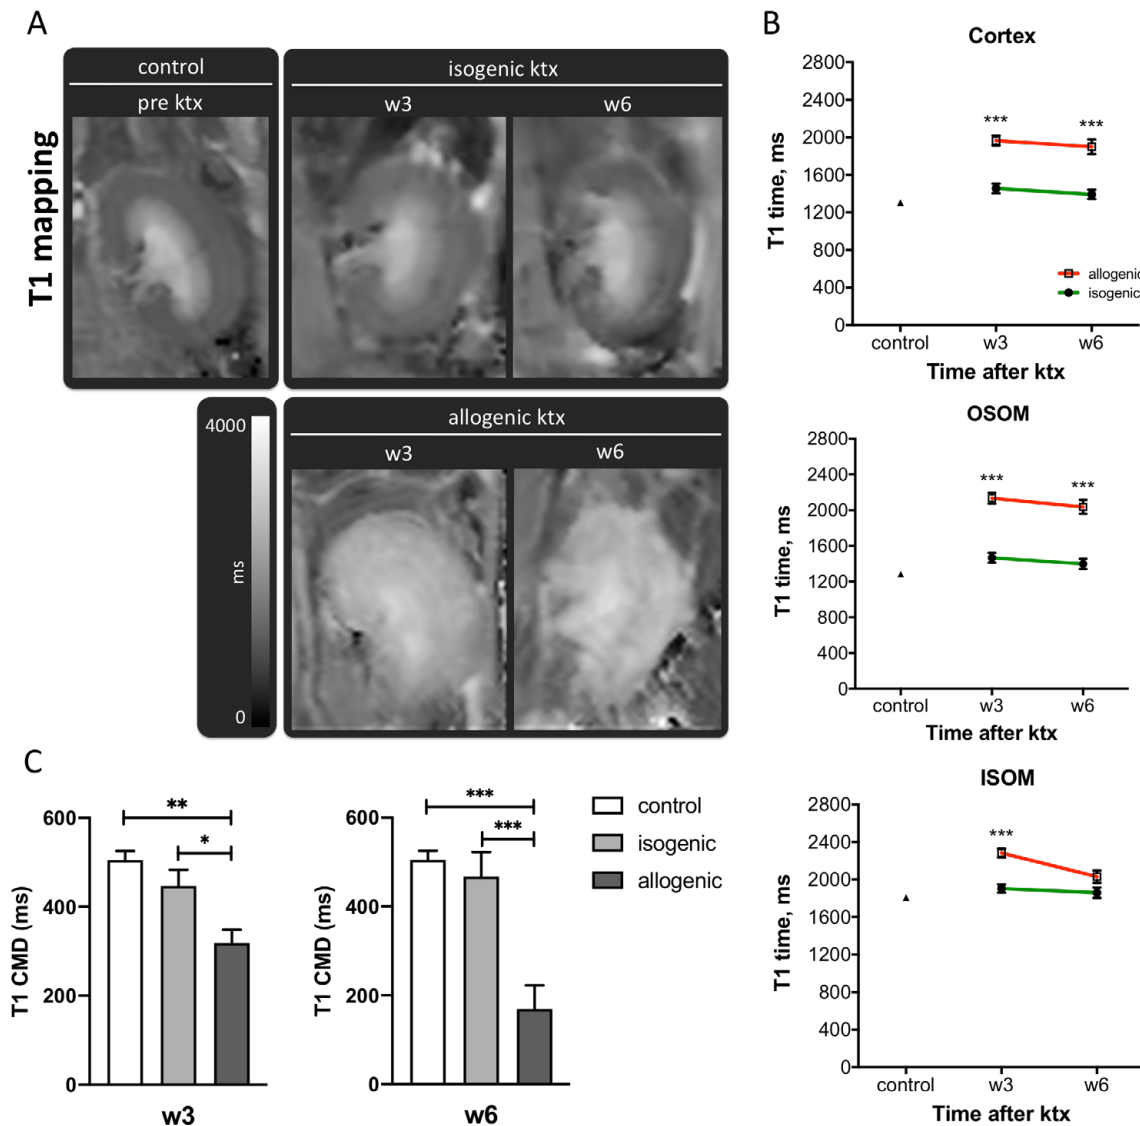 A
control
pre ktx
isogenic ktx
w3
w6
T1 mapping
4000
ms
0
allogenic ktx
w3
w6
B
Cortex
2800
2400
2000
1600
1200
800
400
0
T1 time, ms
***
***
allogenic
isogenic
control
w3
w6
Time after ktx
OSOM
2800
2400
2000
1600
1200
800
400
0
T1 time, ms
***
***
control
w3
w6
Time after ktx
ISOM
2800
2400
2000
1600
1200
800
400
0
T1 time, ms
***
control
w3
w6
Time after ktx
C
600
400
200
0
T1 CMD (ms)
**
*
w3
600
400
200
0
T1 CMD (ms)
***
***
w6
control
isogenic
allogenic